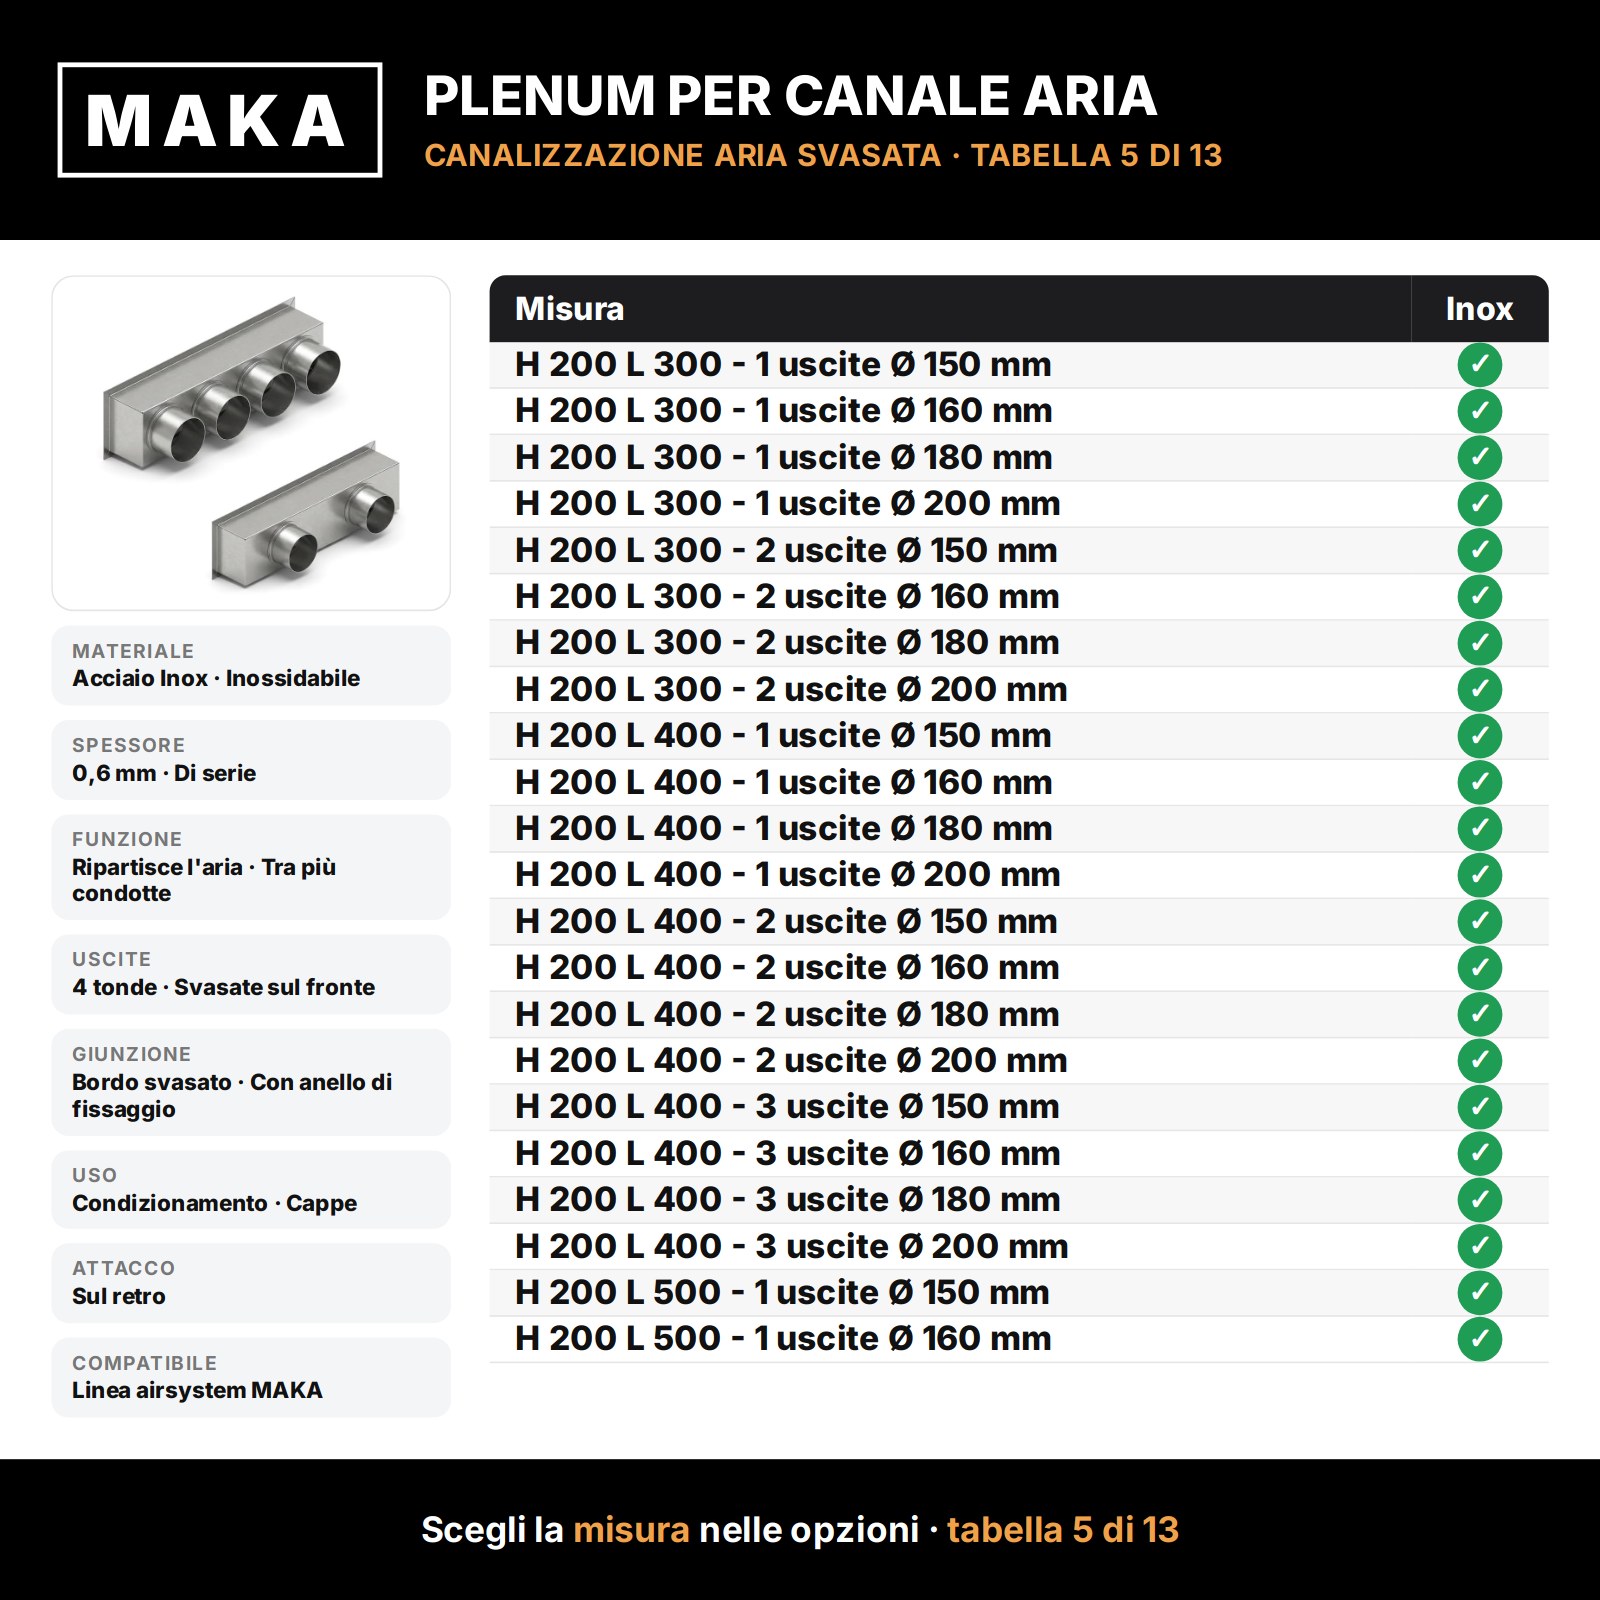 MAKA
PLENUM PER CANALE ARIA
CANALIZZAZIONE ARIA SVASATA · TABELLA 5 DI 13
MATERIALE
Acciaio Inox · Inossidabile
SPESSORE
0,6 mm · Di serie
FUNZIONE
Ripartisce l'aria · Tra più
condotte
USCITE
4 tonde · Svasate sul fronte
GIUNZIONE
Bordo svasato · Con anello di
fissaggio
USO
Condizionamento · Cappe
ATTACCO
Sul retro
COMPATIBILE
Linea airsystem MAKA
Misura Inox
H 200 L 300 - 1 uscite Ø 150 mm ✓
H 200 L 300 - 1 uscite Ø 160 mm ✓
H 200 L 300 - 1 uscite Ø 180 mm ✓
H 200 L 300 - 1 uscite Ø 200 mm ✓
H 200 L 300 - 2 uscite Ø 150 mm ✓
H 200 L 300 - 2 uscite Ø 160 mm ✓
H 200 L 300 - 2 uscite Ø 180 mm ✓
H 200 L 300 - 2 uscite Ø 200 mm ✓
H 200 L 400 - 1 uscite Ø 150 mm ✓
H 200 L 400 - 1 uscite Ø 160 mm ✓
H 200 L 400 - 1 uscite Ø 180 mm ✓
H 200 L 400 - 1 uscite Ø 200 mm ✓
H 200 L 400 - 2 uscite Ø 150 mm ✓
H 200 L 400 - 2 uscite Ø 160 mm ✓
H 200 L 400 - 2 uscite Ø 180 mm ✓
H 200 L 400 - 2 uscite Ø 200 mm ✓
H 200 L 400 - 3 uscite Ø 150 mm ✓
H 200 L 400 - 3 uscite Ø 160 mm ✓
H 200 L 400 - 3 uscite Ø 180 mm ✓
H 200 L 400 - 3 uscite Ø 200 mm ✓
H 200 L 500 - 1 uscite Ø 150 mm ✓
H 200 L 500 - 1 uscite Ø 160 mm ✓
Scegli la misura nelle opzioni · tabella 5 di 13